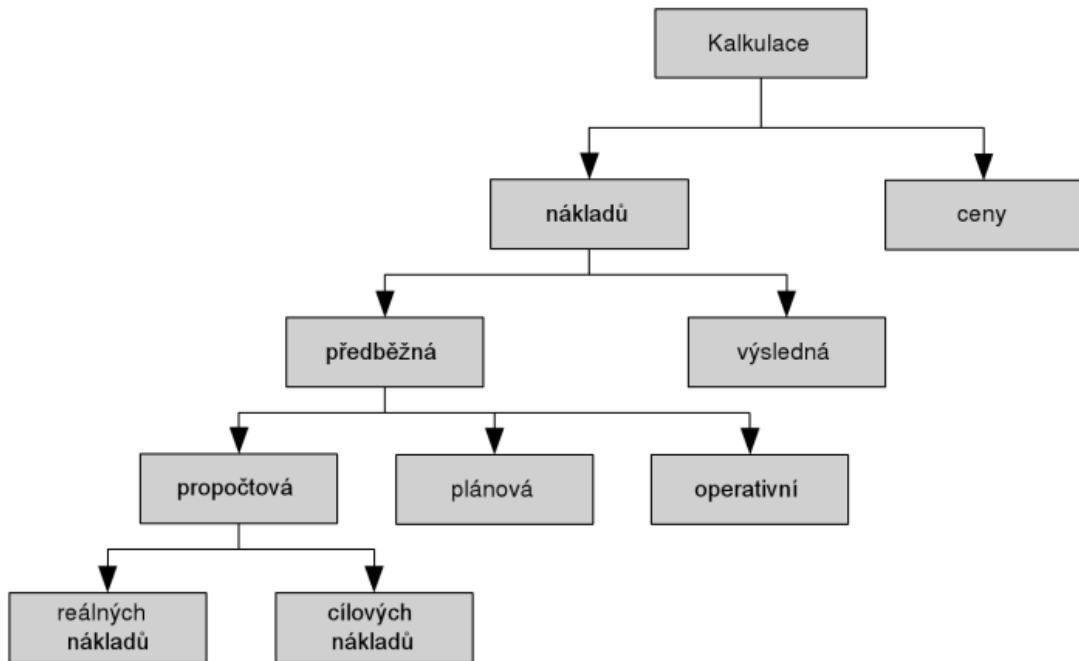 Kalkulace
nákladů
ceny
předběžná
výsledná
propočtová
plánová
operativní
reálných
nákladů
cílových
nákladů